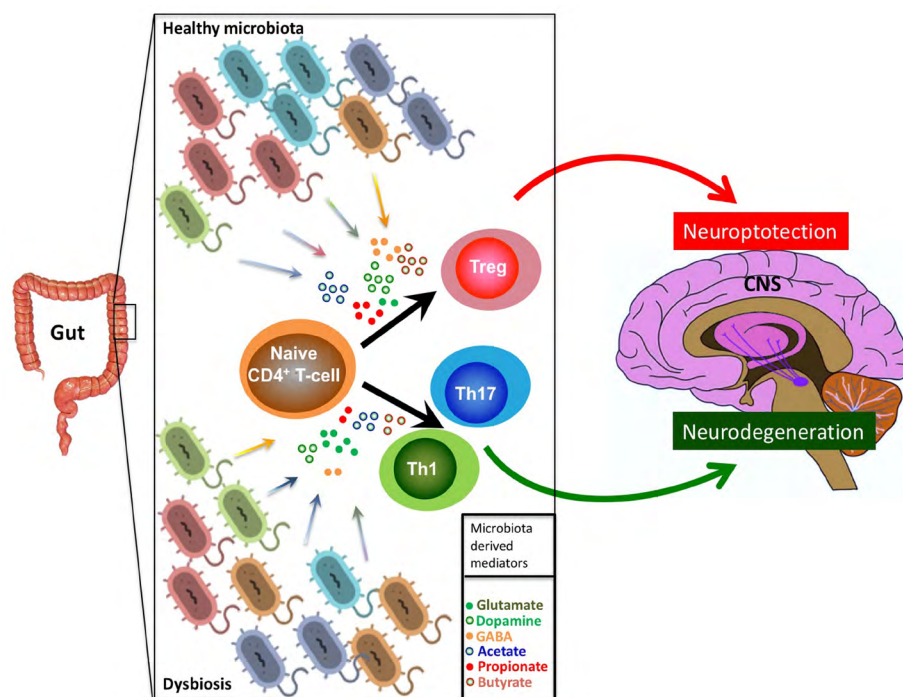 Healthy microbiota
Neuroptotection
Treg
CNS
Gut
Naive
CD4+ T-cell
Th17
Neurodegeneration
Th1
Microbiota
derived
mediators
Glutamate
Dopamine
GABA
Acetate
Propionate
Butyrate
Dysbiosis